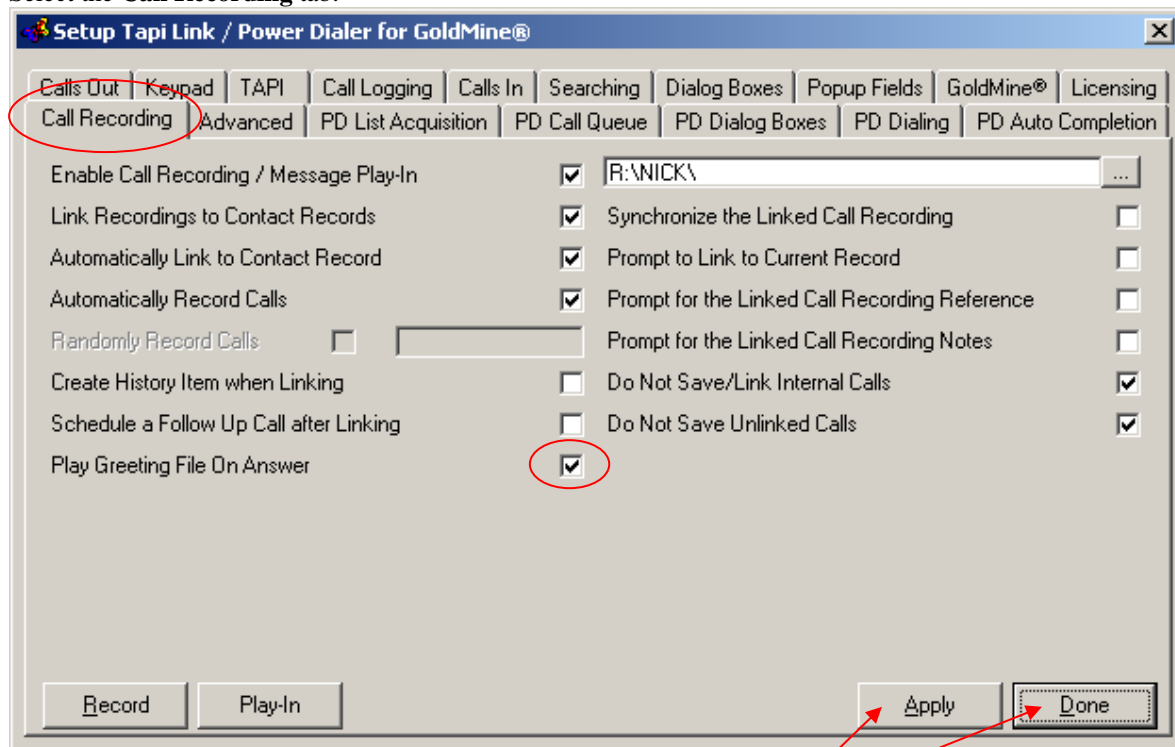 Select the Call Recording tab.
Setup Tapi Link / Power Dialer for GoldMine®
Calls Out Keypad TAPI Call Logging Calls In Searching Dialog Boxes Popup Fields GoldMine® Licensing
Call Recording Advanced PD List Acquisition PD Call Queue PD Dialog Boxes PD Dialing PD Auto Completion
Enable Call Recording / Message Play-In R:\NICK\ ...
Link Recordings to Contact Records Synchronize the Linked Call Recording
Automatically Link to Contact Record Prompt to Link to Current Record
Automatically Record Calls Prompt for the Linked Call Recording Reference
Randomly Record Calls Prompt for the Linked Call Recording Notes
Create History Item when Linking Do Not Save/Link Internal Calls
Schedule a Follow Up Call after Linking Do Not Save Unlinked Calls
Play Greeting File On Answer
Record Play-In Apply Done